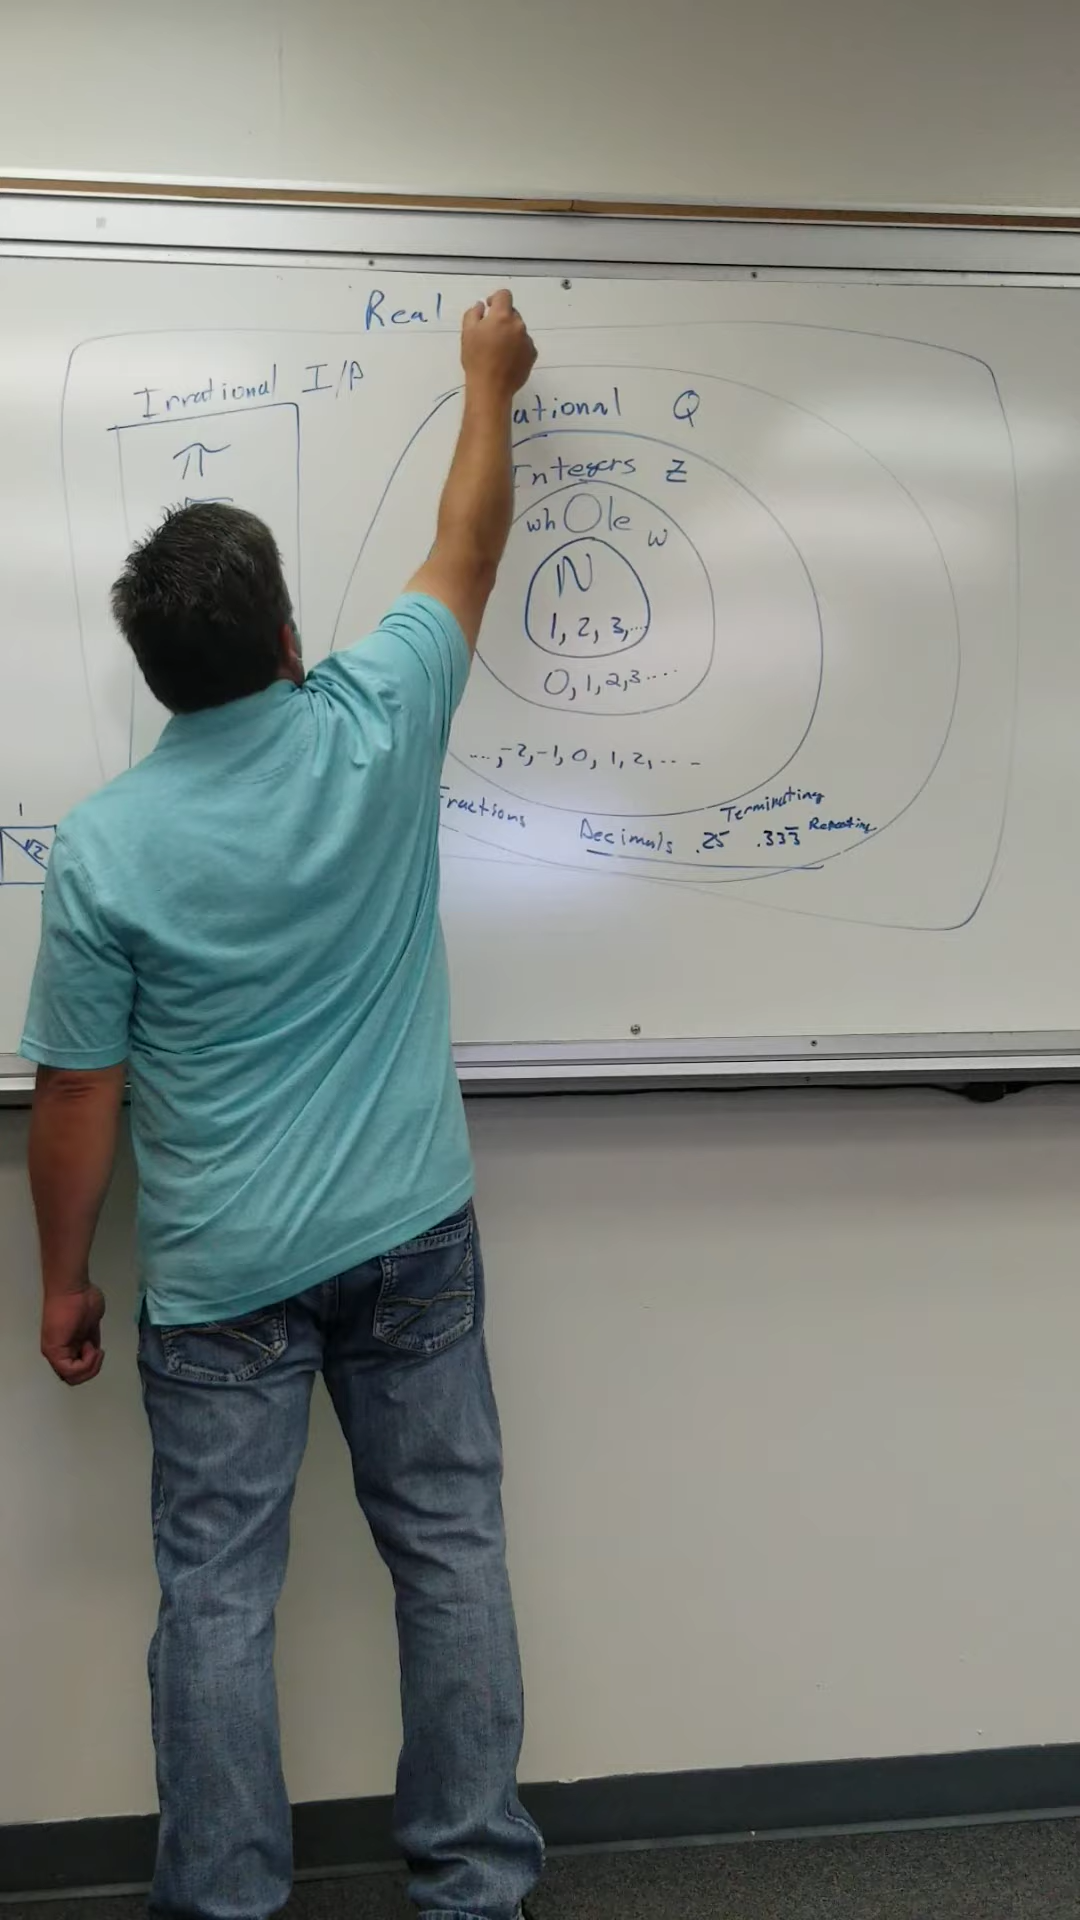 Real
Irrational I/P
π
ational Q
Integers Z
whOle w
N
1, 2, 3,...
0, 1, 2, 3....
...,-2,-1, 0, 1, 2, ...
Fractions
Decimals .25 .333
Terminating
Repeating
1
√2